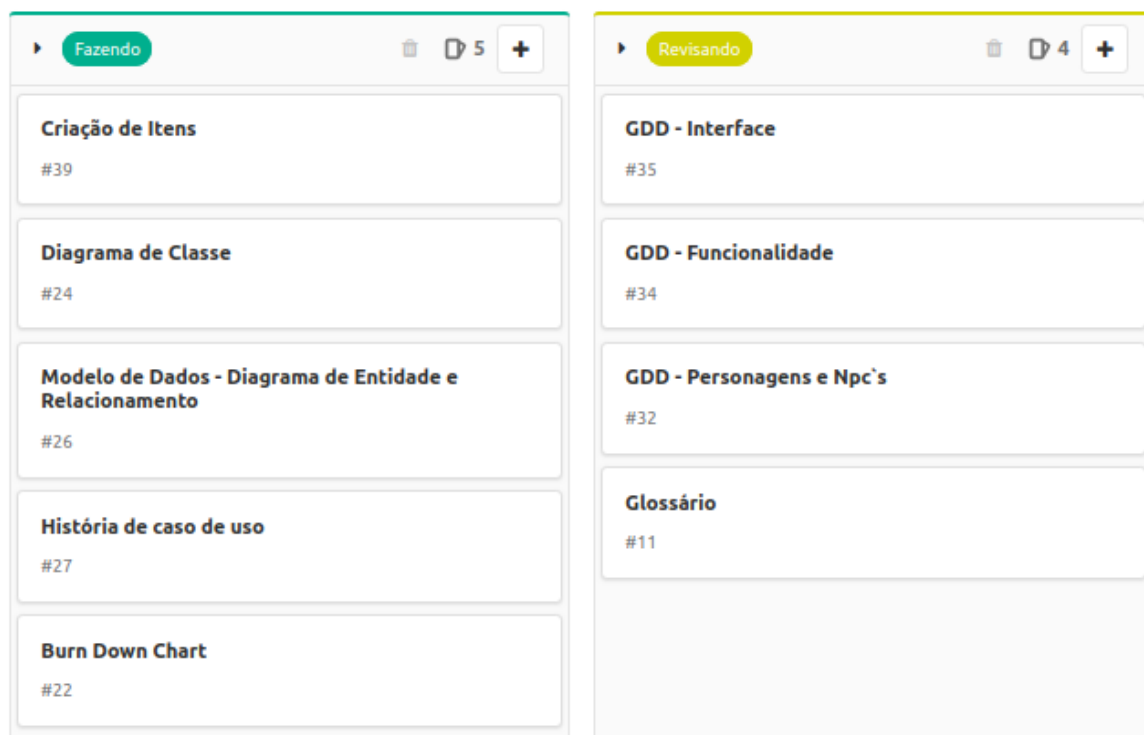 Fazendo
5
Criação de Itens
#39
Diagrama de Classe
#24
Modelo de Dados - Diagrama de Entidade e
Relacionamento
#26
História de caso de uso
#27
Burn Down Chart
#22
Revisando
4
GDD - Interface
#35
GDD - Funcionalidade
#34
GDD - Personagens e Npc`s
#32
Glossário
#11